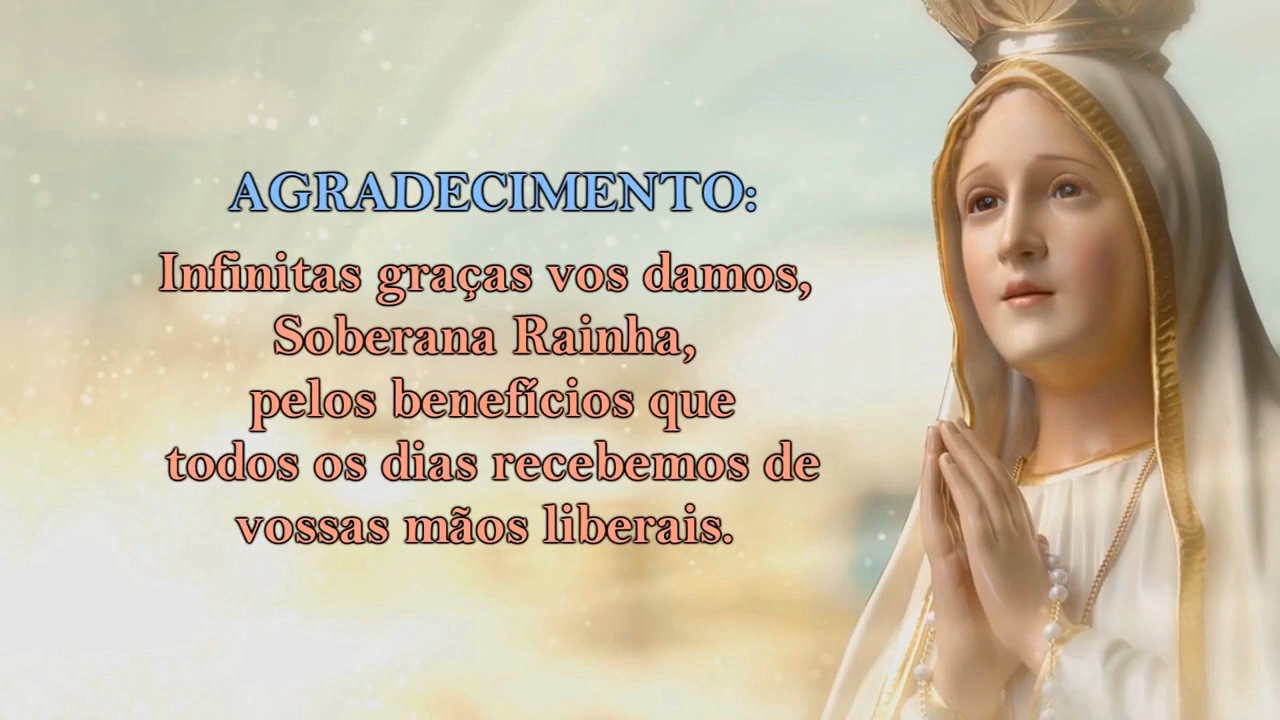 AGRADECIMENTO:
Infinitas graças vos damos,
Soberana Rainha,
pelos benefícios que
todos os dias recebemos de
vossas mãos liberais.